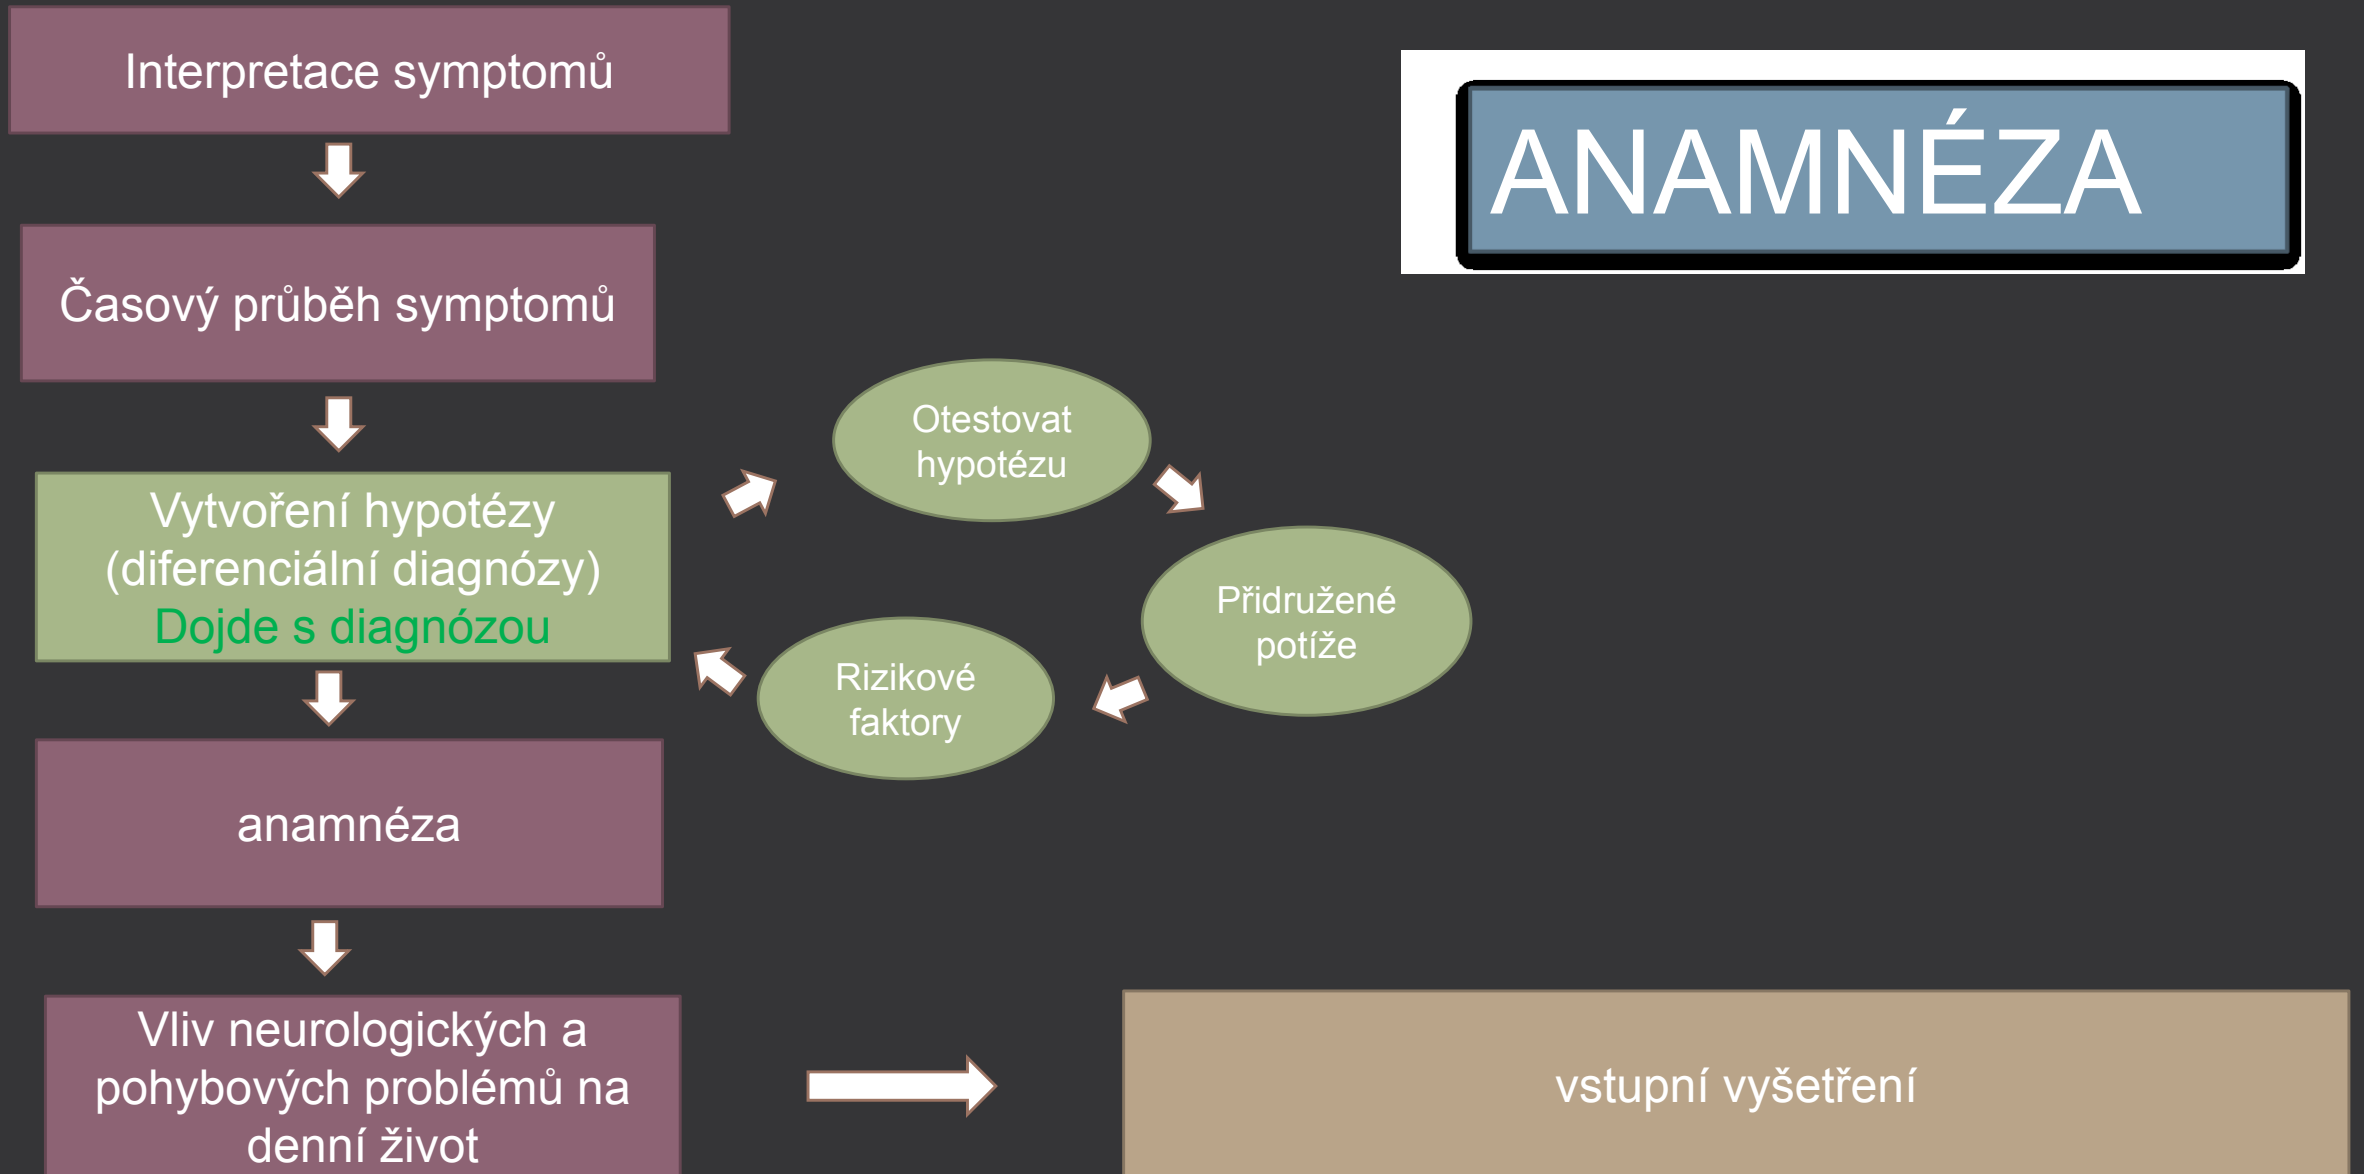 Interpretace symptomů
ANAMNÉZA
Časový průběh symptomů
Otestovat
hypotézu
Vytvoření hypotézy
(diferenciální diagnózy)
Dojde s diagnózou
Přidružené
potíže
Rizikové
faktory
anamnéza
Vliv neurologických a
pohybových problémů na
denní život
vstupní vyšetření